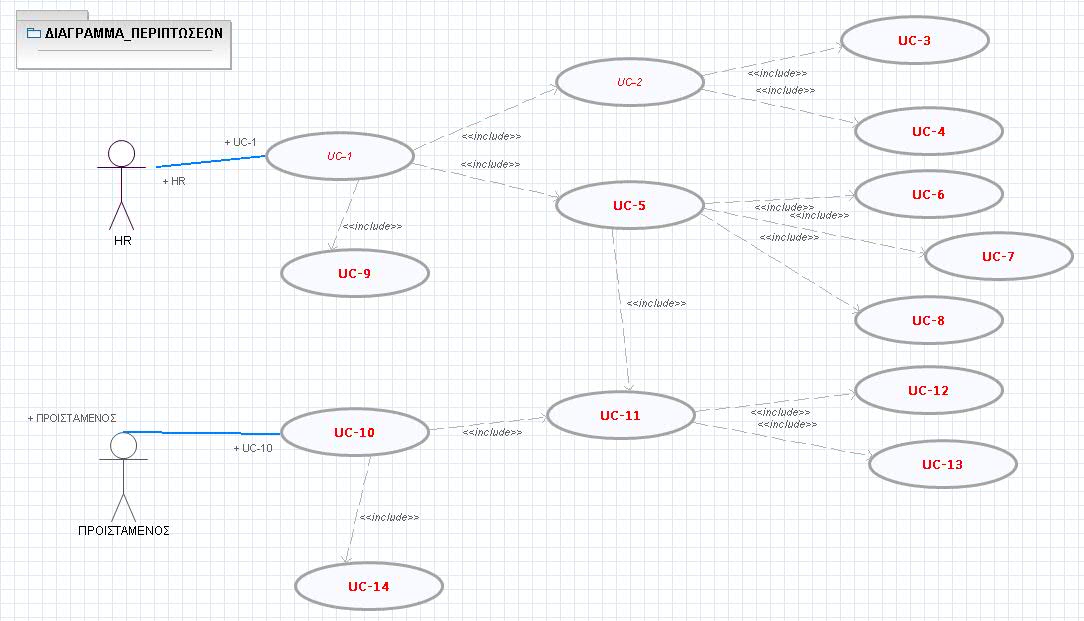 ΔΙΑΓΡΑΜΜΑ_ΠΕΡΙΠΤΩΣΕΩΝ
UC-3
<<include>>
UC-2
<<include>>
UC-4
<<include>>
+ UC-1
UC-1
<<include>>
+ HR
HR
UC-5
UC-6
<<include>>
<<include>>
<<include>>
UC-7
<<include>>
UC-9
<<include>>
UC-8
UC-12
<<include>>
<<include>>
UC-11
+ ΠΡΟΙΣΤΑΜΕΝΟΣ
UC-10
<<include>>
+ UC-10
UC-13
<<include>>
ΠΡΟΙΣΤΑΜΕΝΟΣ
UC-14